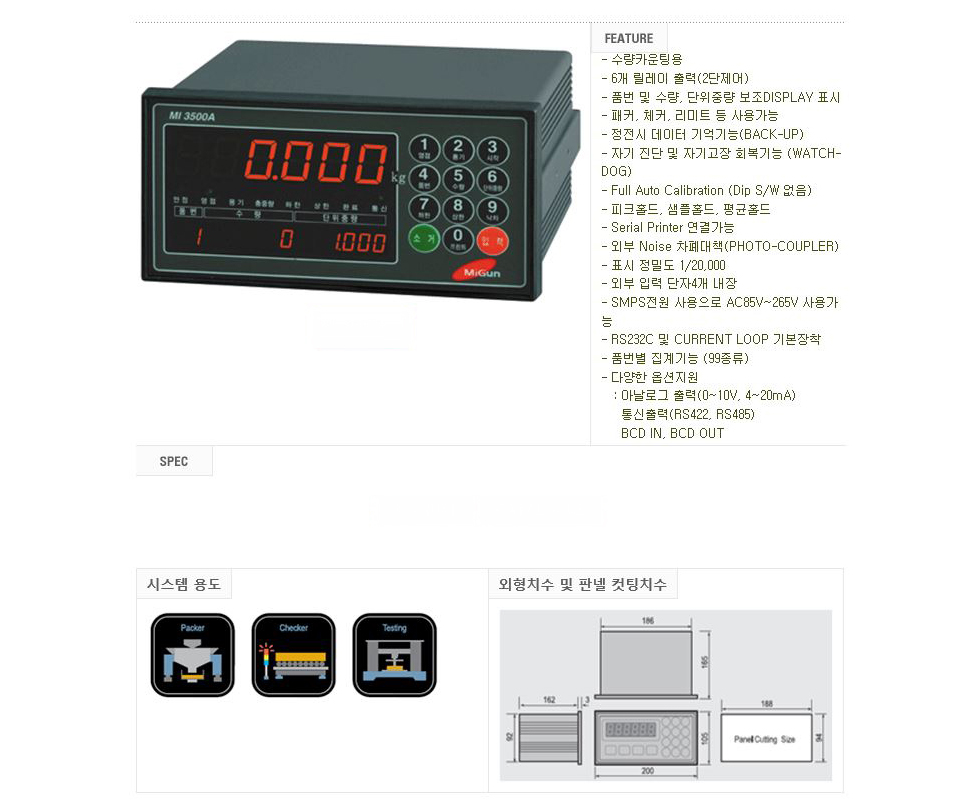 FEATURE
- 수량카운팅용
- 6개 릴레이 출력(2단제어)
- 품번 및 수량, 단위중량 보조DISPLAY 표시
- 패커, 체커, 리미트 등 사용가능
- 정전시 데이터 기억기능(BACK-UP)
- 자기 진단 및 자기고장 회복기능 (WATCH-
DOG)
- Full Auto Calibration (Dip S/W 없음)
- 피크홀드, 샘플홀드, 평균홀드
- Serial Printer 연결가능
- 외부 Noise 차폐대책(PHOTO-COUPLER)
- 표시 정밀도 1/20,000
- 외부 입력 단자4개 내장
- SMPS전원 사용으로 AC85V~265V 사용가
능
- RS232C 및 CURRENT LOOP 기본장착
- 품번별 집계기능 (99종류)
- 다양한 옵션지원
: 아날로그 출력(0~10V, 4~20mA)
통신출력(RS422, RS485)
BCD IN, BCD OUT
MI 3500A
0.000 kg
1 영점 2 용기 3 시작
4 품번 5 수량 6 단위중량
7 하한 8 상한 9 낙차
소거 0 프린터 입력
안정 영점 용기 총중량 하한 상한 완료 통신
품번 수량 단위중량
1 0 1.000
MiGun
SPEC
시스템 용도
Packer Checker Testing
외형치수 및 판넬 컷팅치수
186
165
162 3
92
105
200
188
94
Panel Cutting Size